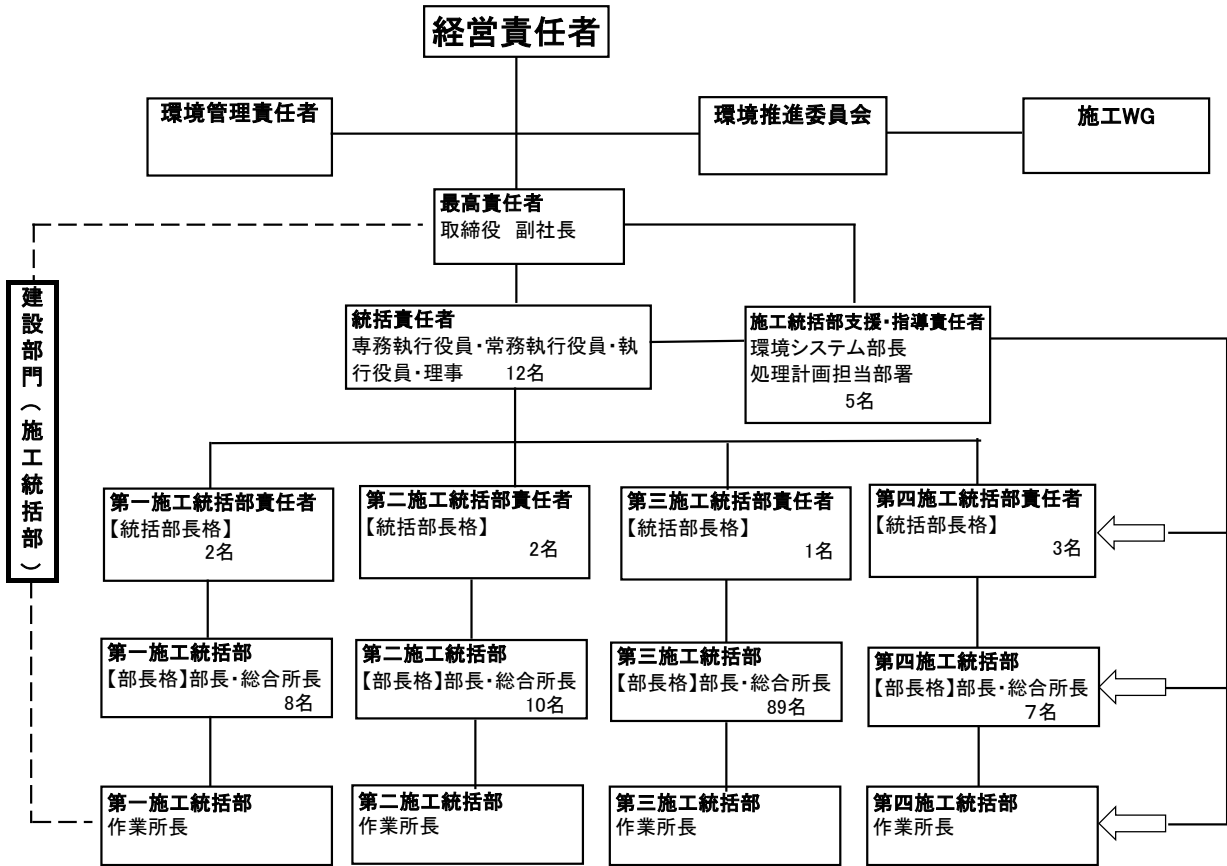 経営責任者
環境管理責任者
環境推進委員会
施工WG
最高責任者
取締役 副社長
建設部門(施工統括部)
統括責任者
専務執行役員・常務執行役員・執
行役員・理事 12名
施工統括部支援・指導責任者
環境システム部長
処理計画担当部署
5名
第一施工統括部責任者
【統括部長格】
2名
第二施工統括部責任者
【統括部長格】
2名
第三施工統括部責任者
【統括部長格】
1名
第四施工統括部責任者
【統括部長格】
3名
第一施工統括部
【部長格】部長・総合所長
8名
第二施工統括部
【部長格】部長・総合所長
10名
第三施工統括部
【部長格】部長・総合所長
89名
第四施工統括部
【部長格】部長・総合所長
7名
第一施工統括部
作業所長
第二施工統括部
作業所長
第三施工統括部
作業所長
第四施工統括部
作業所長